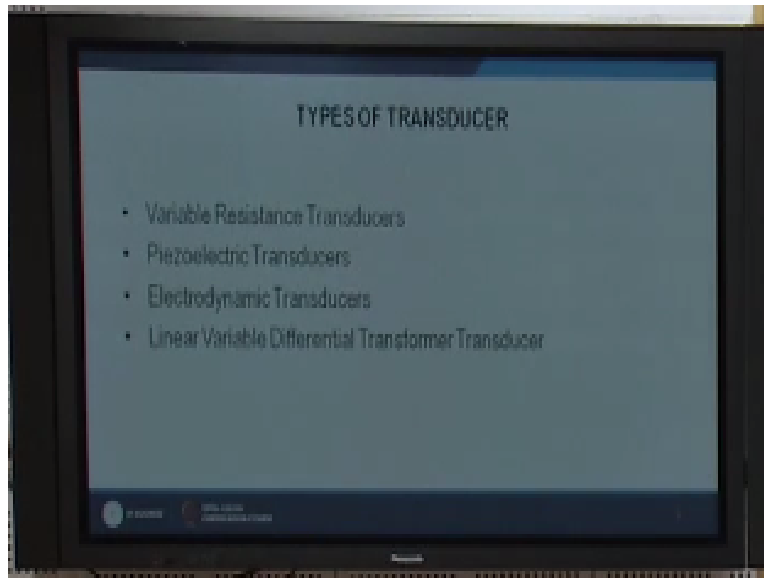 TYPES OF TRANSDUCER
• Variable Resistance Transducers
• Piezoelectric Transducers
• Electrodynamic Transducers
• Linear Variable Differential Transformer Transducer